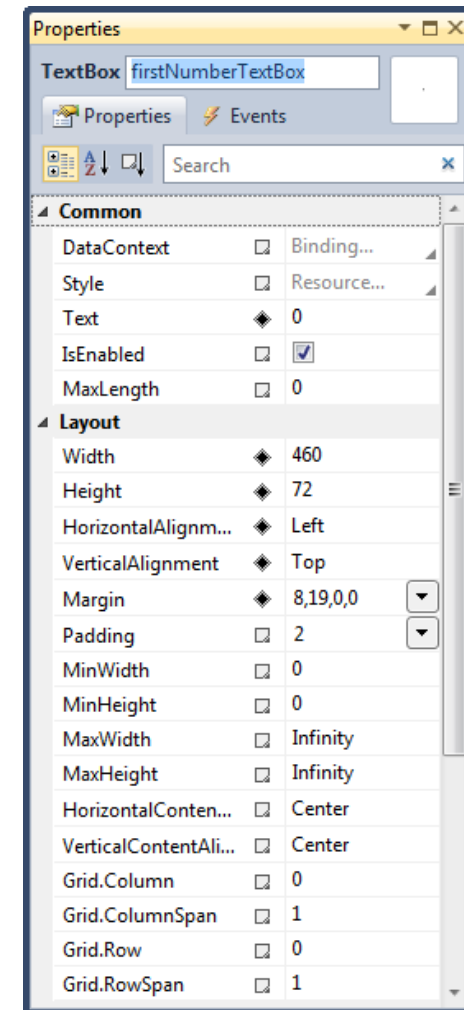 Properties
TextBox firstNumberTextBox
Properties Events
A Z Search
Common
DataContext Binding...
Style Resource...
Text 0
IsEnabled
MaxLength 0
Layout
Width 460
Height 72
HorizontalAlignm... Left
VerticalAlignment Top
Margin 8,19,0,0
Padding 2
MinWidth 0
MinHeight 0
MaxWidth Infinity
MaxHeight Infinity
HorizontalConten... Center
VerticalContentAli... Center
Grid.Column 0
Grid.ColumnSpan 1
Grid.Row 0
Grid.RowSpan 1